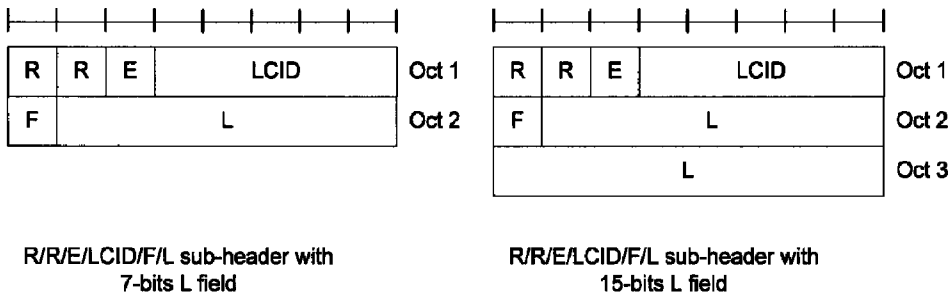 R R E LCID Oct 1
F L Oct 2
R/R/E/LCID/F/L sub-header with
7-bits L field
R R E LCID Oct 1
F L Oct 2
L Oct 3
R/R/E/LCID/F/L sub-header with
15-bits L field